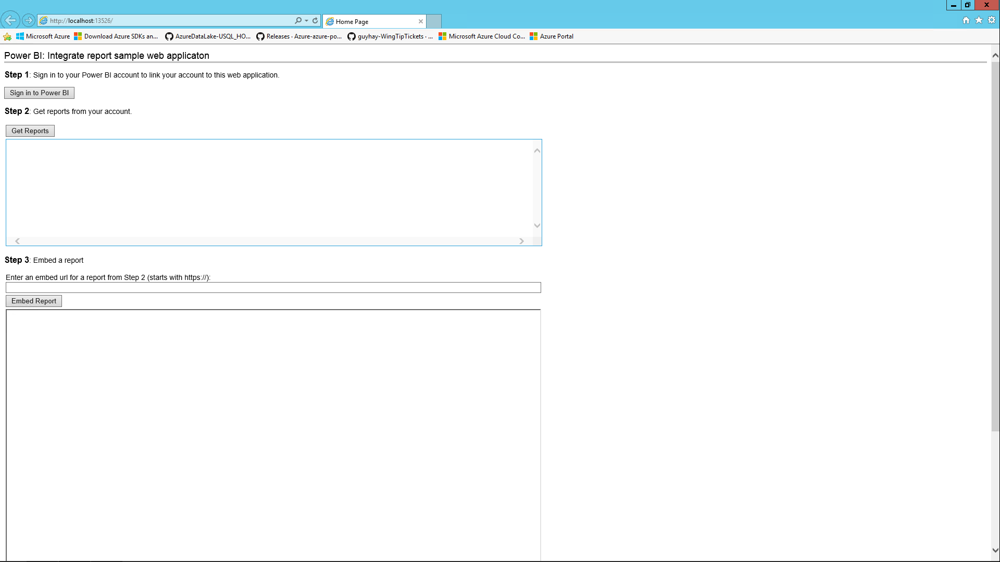 http://localhost:13526/
Home Page
Microsoft Azure
Download Azure SDKs an...
AzureDataLake-USQL_HO...
Releases · Azure-azure-po...
guyhay-WingTipTickets · ...
Microsoft Azure Cloud Co...
Azure Portal
Power BI: Integrate report sample web applicaton
Step 1: Sign in to your Power BI account to link your account to this web application.
Sign in to Power BI
Step 2: Get reports from your account.
Get Reports
Step 3: Embed a report
Enter an embed url for a report from Step 2 (starts with https://):
Embed Report